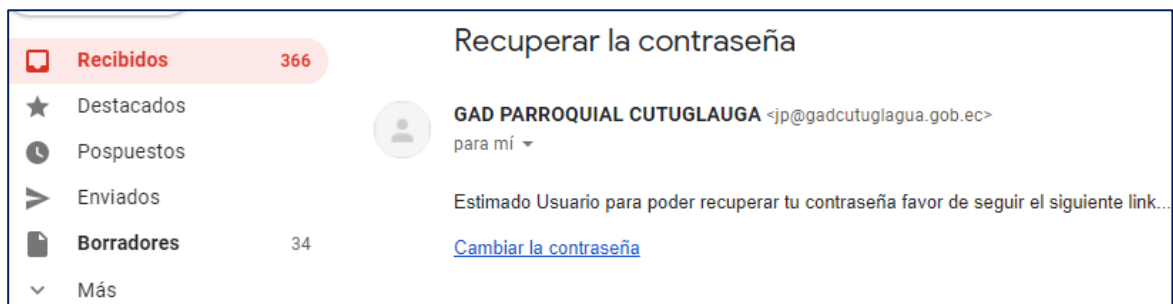 Recibidos 366
Destacados
Pospuestos
Enviados
Borradores 34
Más
Recuperar la contraseña
GAD PARROQUIAL CUTUGLAUGA <jp@gadcutuglagua.gob.ec>
para mí
Estimado Usuario para poder recuperar tu contraseña favor de seguir el siguiente link...
Cambiar la contraseña